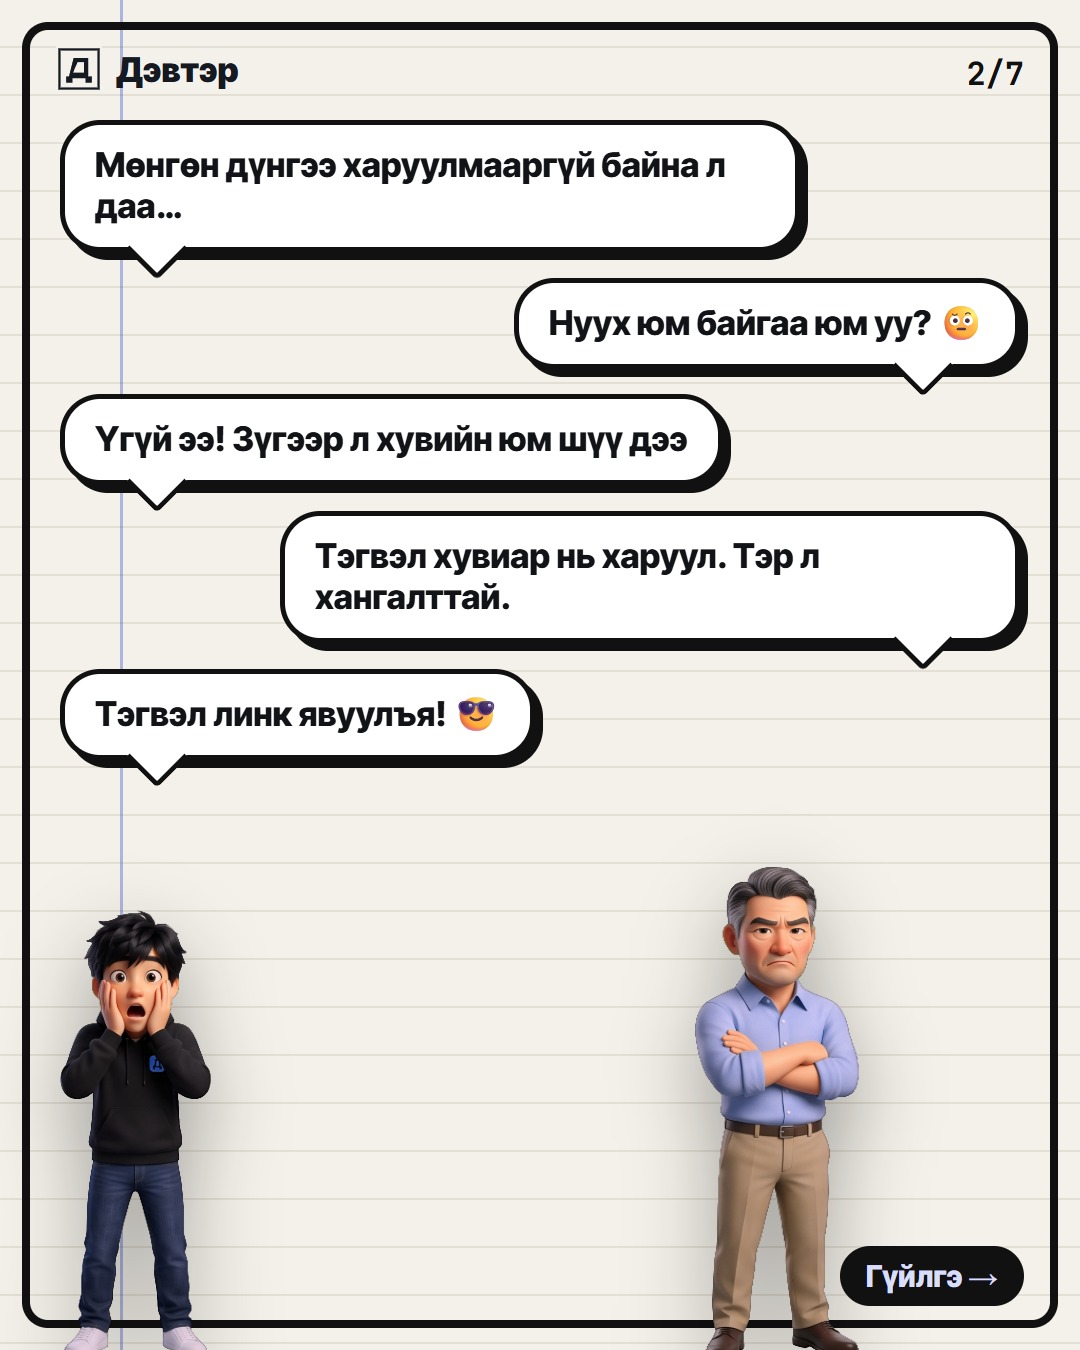 Д Дэвтэр
2/7
Мөнгөн дүнгээ харуулмааргүй байна л
даа...
Нуух юм байгаа юм уу? 🤨
Үгүй ээ! Зүгээр л хувийн юм шүү дээ
Тэгвэл хувиар нь харуул. Тэр л
хангалттай.
Тэгвэл линк явуулъя! 😎
Д
Гүйлгэ →